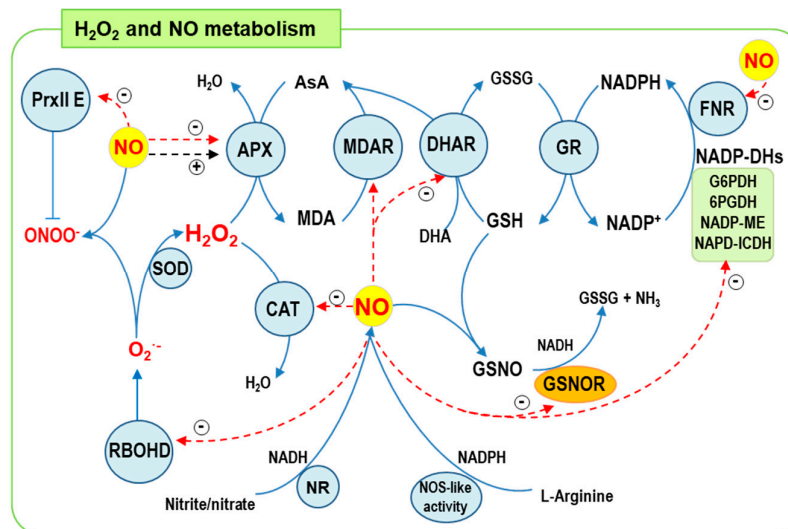 H₂O₂ and NO metabolism
PrxII E
-
NO
-
+
H₂O
AsA
APX
MDAR
MDA
DHAR
-
DHA
GSSG
GSH
GR
NADPH
NADP⁺
NO
-
FNR
NADP-DHs
G6PDH
6PGDH
NADP-ME
NAPD-ICDH
-
ONOO⁻
H₂O₂
SOD
O₂·⁻
RBOHD
-
CAT
-
NO
H₂O
GSNO
NADH
GSSG + NH₃
GSNOR
-
NADH
NR
Nitrite/nitrate
NADPH
NOS-like
activity
L-Arginine